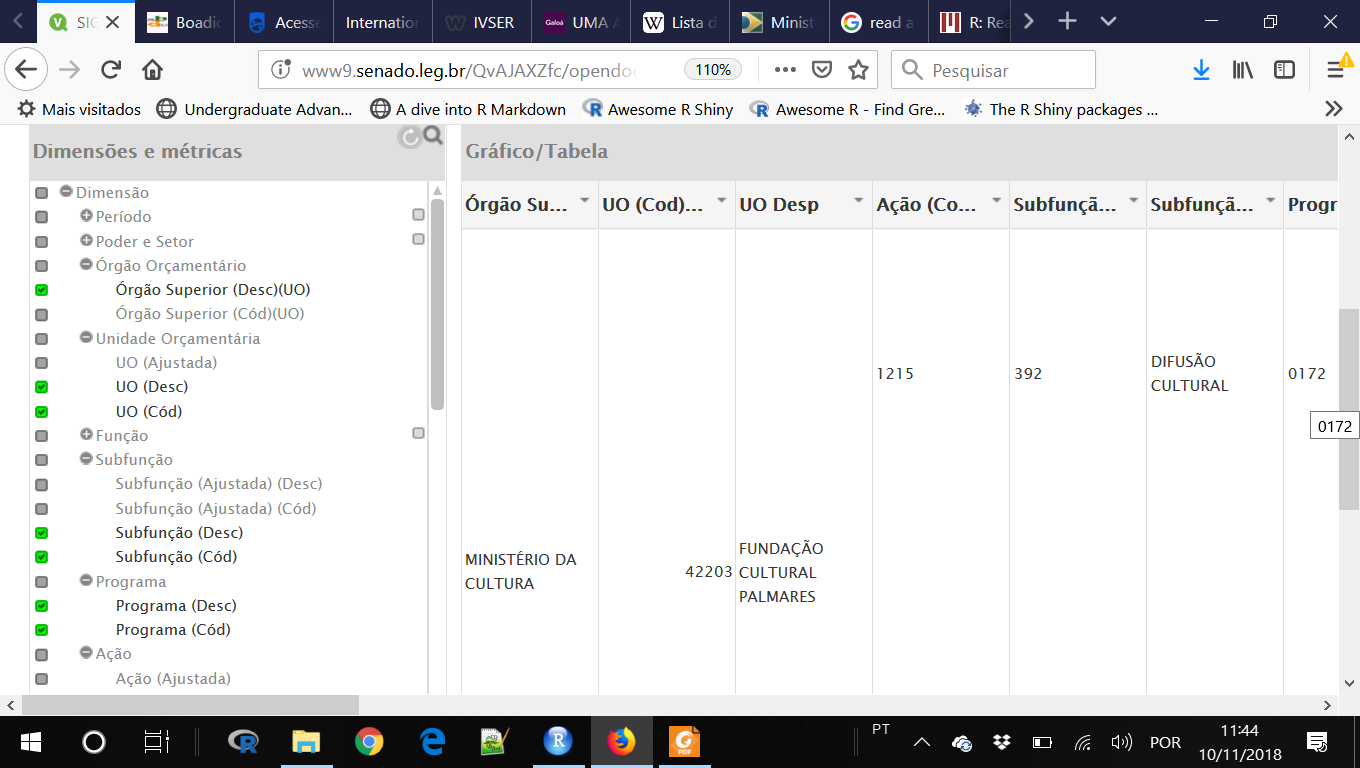 SIG
Boadic
Acesse
Internation
IVSER
UMA A
Lista d
Minist
read a
R: Rea
www9.senado.leg.br/QvAJAXZfc/opendoc
110%
Pesquisar
Mais visitados
Undergraduate Advan...
A dive into R Markdown
Awesome R Shiny
Awesome R - Find Gre...
The R Shiny packages ...
Dimensões e métricas
Dimensão
Período
Poder e Setor
Órgão Orçamentário
Órgão Superior (Desc)(UO)
Órgão Superior (Cód)(UO)
Unidade Orçamentária
UO (Ajustada)
UO (Desc)
UO (Cód)
Função
Subfunção
Subfunção (Ajustada) (Desc)
Subfunção (Ajustada) (Cód)
Subfunção (Desc)
Subfunção (Cód)
Programa
Programa (Desc)
Programa (Cód)
Ação
Ação (Ajustada)
Gráfico/Tabela
Órgão Su... UO (Cod)... UO Desp Ação (Co... Subfunçã... Subfunçã... Progr
1215 392 DIFUSÃO
CULTURAL 0172
0172
MINISTÉRIO DA
CULTURA
42203
FUNDAÇÃO
CULTURAL
PALMARES
PT
POR
11:44
10/11/2018